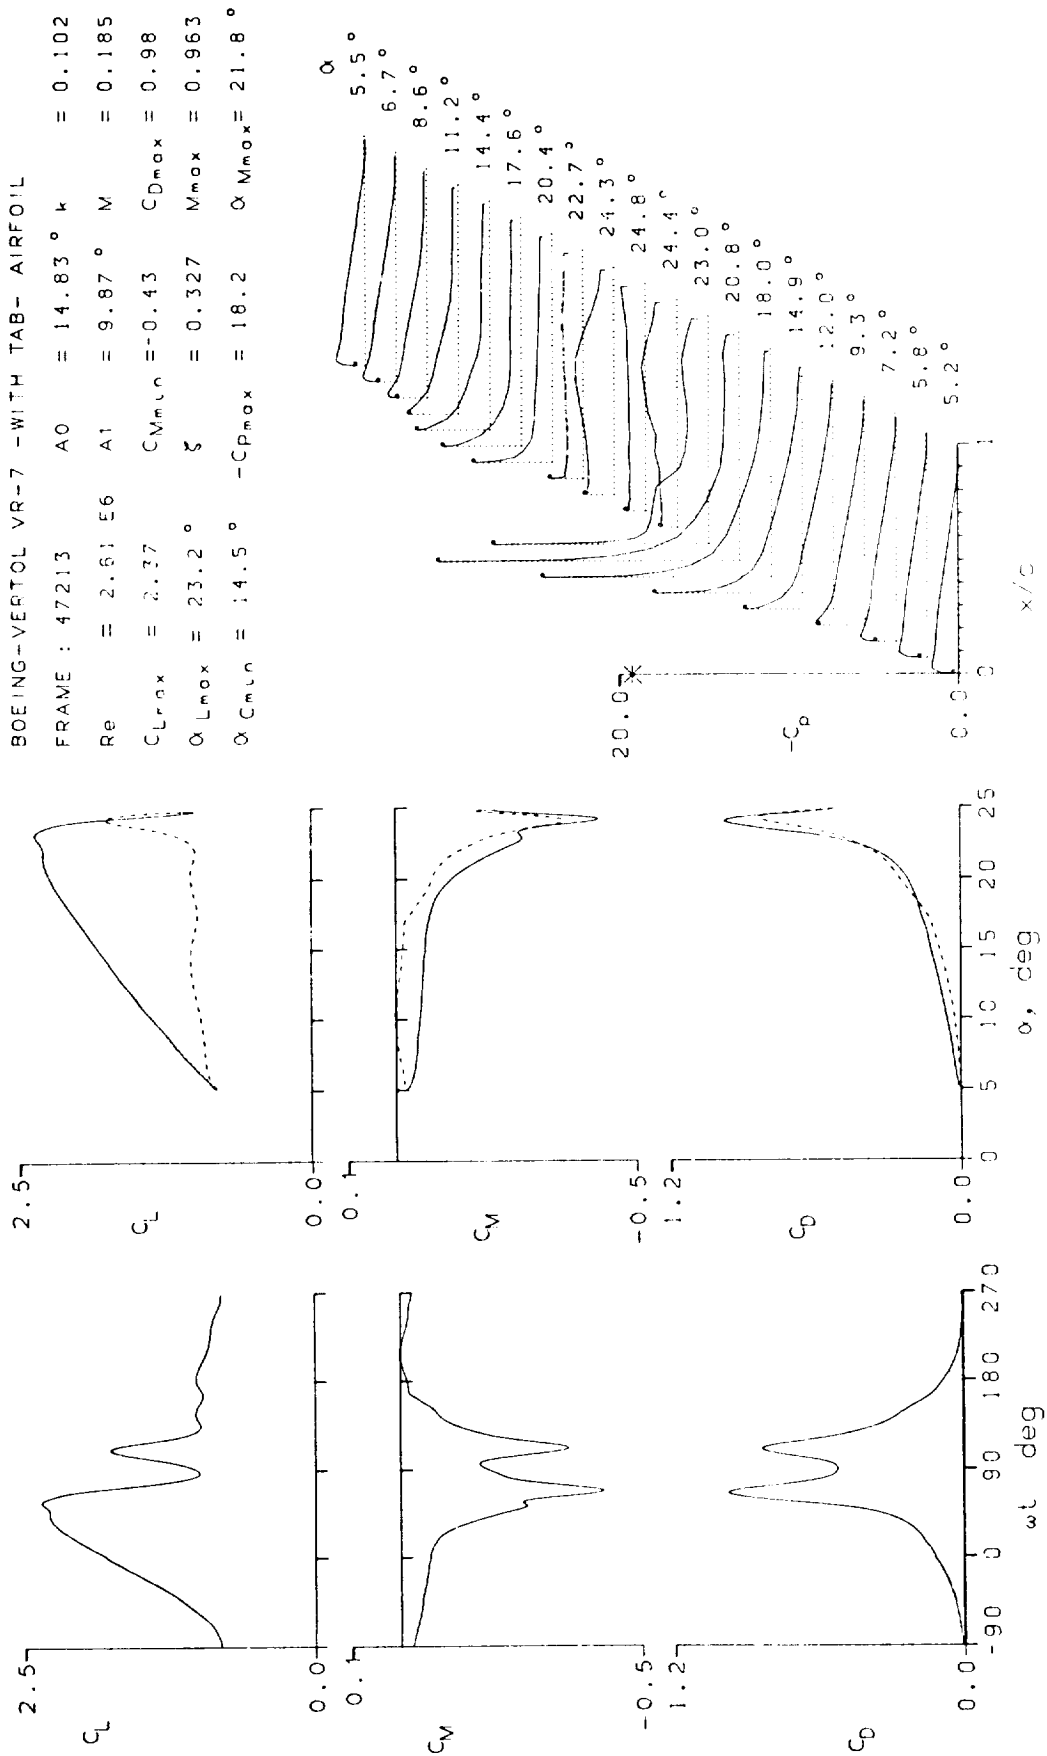 BOEING-VERTOL VR-7 -WITH TAB- AIRFOIL
FRAME : 47213 A0 = 14.83° k = 0.102
Re = 2.61 E6 A1 = 9.87° M = 0.185
CLmax = 2.37 CMmin =-0.43 CDmax = 0.98
αLmax = 23.2° ζ = 0.327 Mmax = 0.963
αCmin = 14.5° -CPmax = 18.2 αMmax = 21.8°
2.5
CL
0.0
0.1
CM
-0.5
1.2
CD
0.0
-90 0 90 180 270
ωt deg
2.5
CL
0.0
0.1
CM
-0.5
1.2
CD
0.0
0 5 10 15 20 25
α, deg
20.0
-Cp
0.0
0 1
x/c
α
5.5°
6.7°
8.6°
11.2°
14.4°
17.6°
20.4°
22.7°
24.3°
24.8°
24.4°
23.0°
20.8°
18.0°
14.9°
12.0°
9.3°
7.2°
5.8°
5.2°